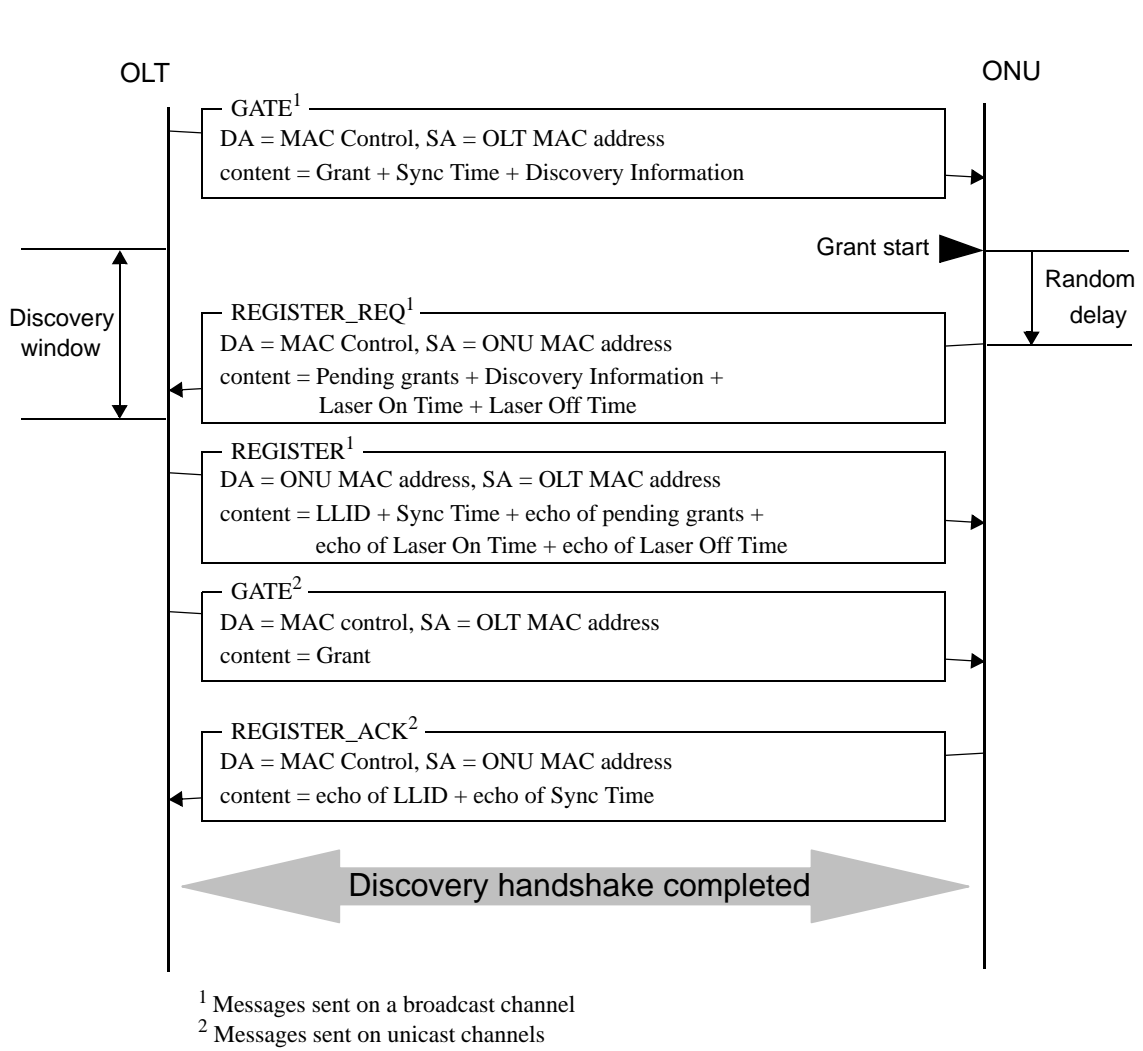 OLT
ONU
GATE1
DA = MAC Control, SA = OLT MAC address
content = Grant + Sync Time + Discovery Information
Grant start
Random
delay
Discovery
window
REGISTER_REQ1
DA = MAC Control, SA = ONU MAC address
content = Pending grants + Discovery Information +
Laser On Time + Laser Off Time
REGISTER1
DA = ONU MAC address, SA = OLT MAC address
content = LLID + Sync Time + echo of pending grants +
echo of Laser On Time + echo of Laser Off Time
GATE2
DA = MAC control, SA = OLT MAC address
content = Grant
REGISTER_ACK2
DA = MAC Control, SA = ONU MAC address
content = echo of LLID + echo of Sync Time
Discovery handshake completed
1 Messages sent on a broadcast channel
2 Messages sent on unicast channels